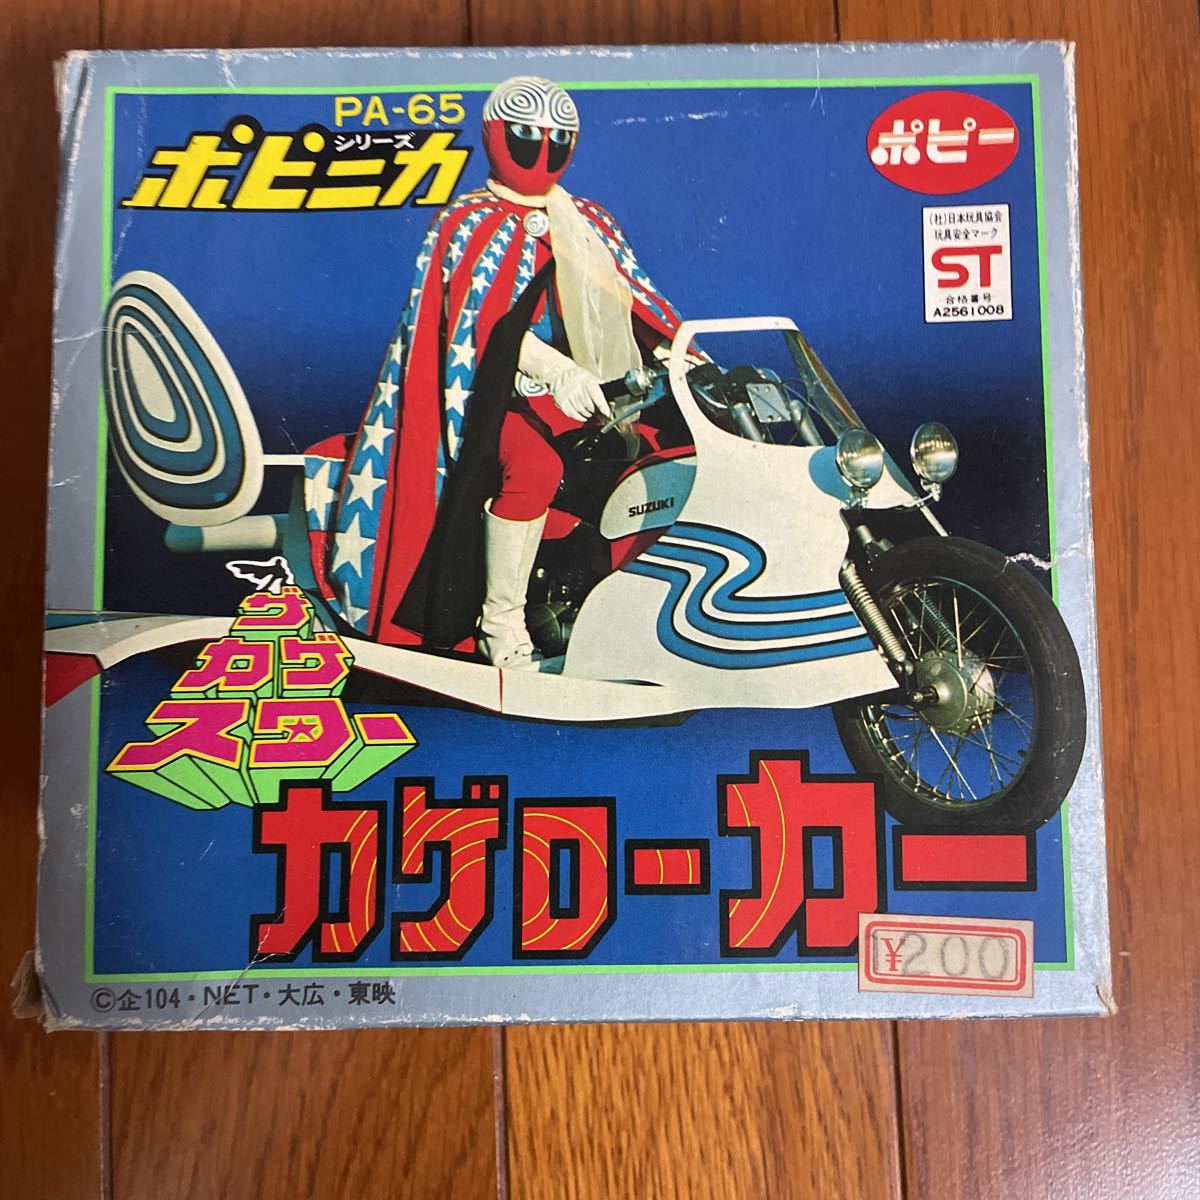 PA-65
ポピニカ
シリーズ
ポピー
(社)日本玩具協会
玩具安全マーク
ST
合格番号
A2561008
SUZUKI
ザ
カゲ
スター
カゲローカー
¥1200
©企104・NET・大広・東映